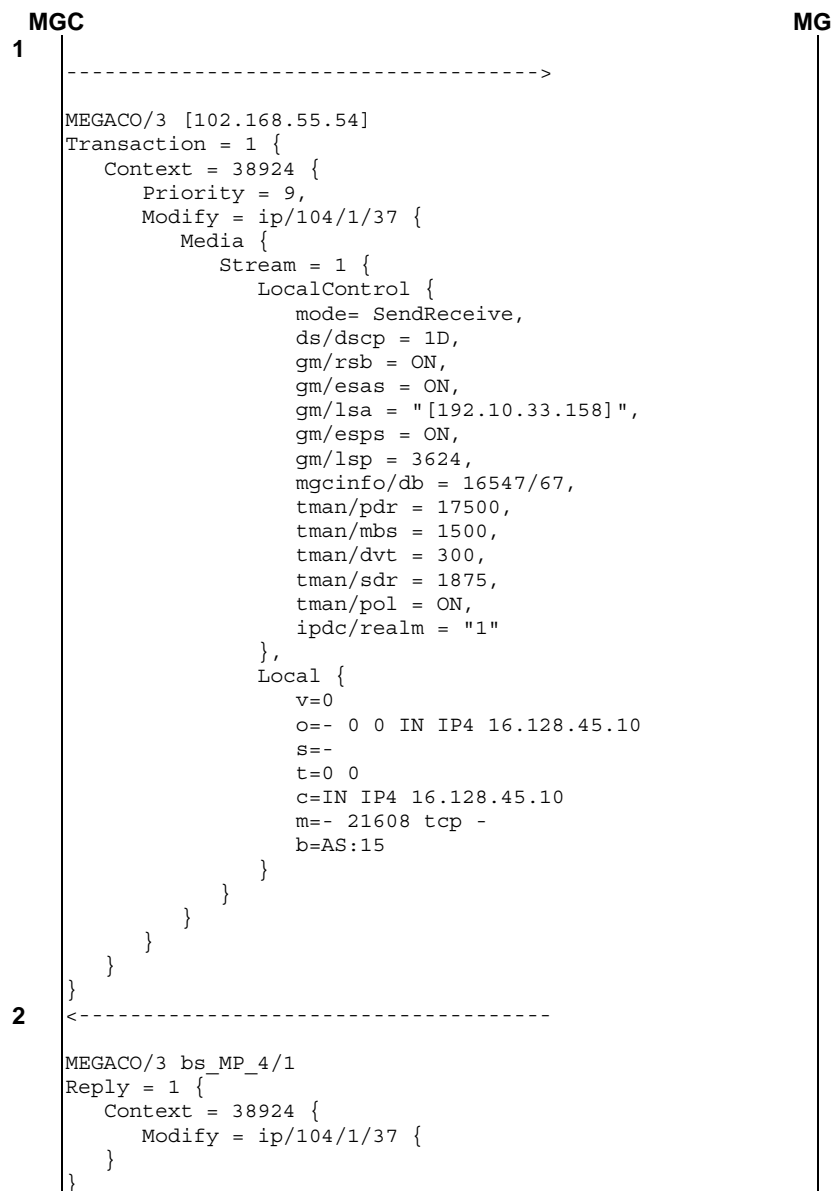 MGC MG
1
------------------------------------->
MEGACO/3 [102.168.55.54]
Transaction = 1 {
   Context = 38924 {
      Priority = 9,
      Modify = ip/104/1/37 {
         Media {
            Stream = 1 {
               LocalControl {
                  mode= SendReceive,
                  ds/dscp = 1D,
                  gm/rsb = ON,
                  gm/esas = ON,
                  gm/lsa = "[192.10.33.158]",
                  gm/esps = ON,
                  gm/lsp = 3624,
                  mgcinfo/db = 16547/67,
                  tman/pdr = 17500,
                  tman/mbs = 1500,
                  tman/dvt = 300,
                  tman/sdr = 1875,
                  tman/pol = ON,
                  ipdc/realm = "1"
               },
               Local {
                  v=0
                  o=- 0 0 IN IP4 16.128.45.10
                  s=-
                  t=0 0
                  c=IN IP4 16.128.45.10
                  m=- 21608 tcp -
                  b=AS:15
               }
            }
         }
      }
   }
}
2 <-------------------------------------
MEGACO/3 bs_MP_4/1
Reply = 1 {
   Context = 38924 {
      Modify = ip/104/1/37 {
   }
}